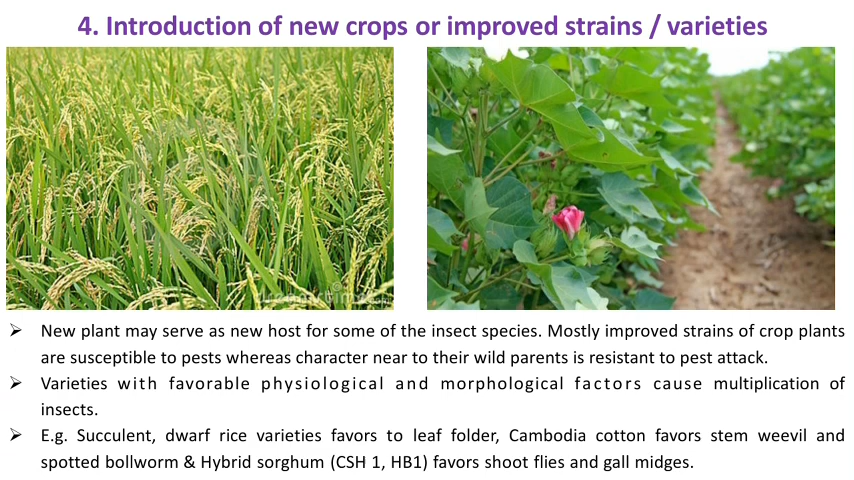 4. Introduction of new crops or improved strains / varieties
➢ New plant may serve as new host for some of the insect species. Mostly improved strains of crop plants
are susceptible to pests whereas character near to their wild parents is resistant to pest attack.
➢ Varieties with favorable physiological and morphological factors cause multiplication of
insects.
➢ E.g. Succulent, dwarf rice varieties favors to leaf folder, Cambodia cotton favors stem weevil and
spotted bollworm & Hybrid sorghum (CSH 1, HB1) favors shoot flies and gall midges.